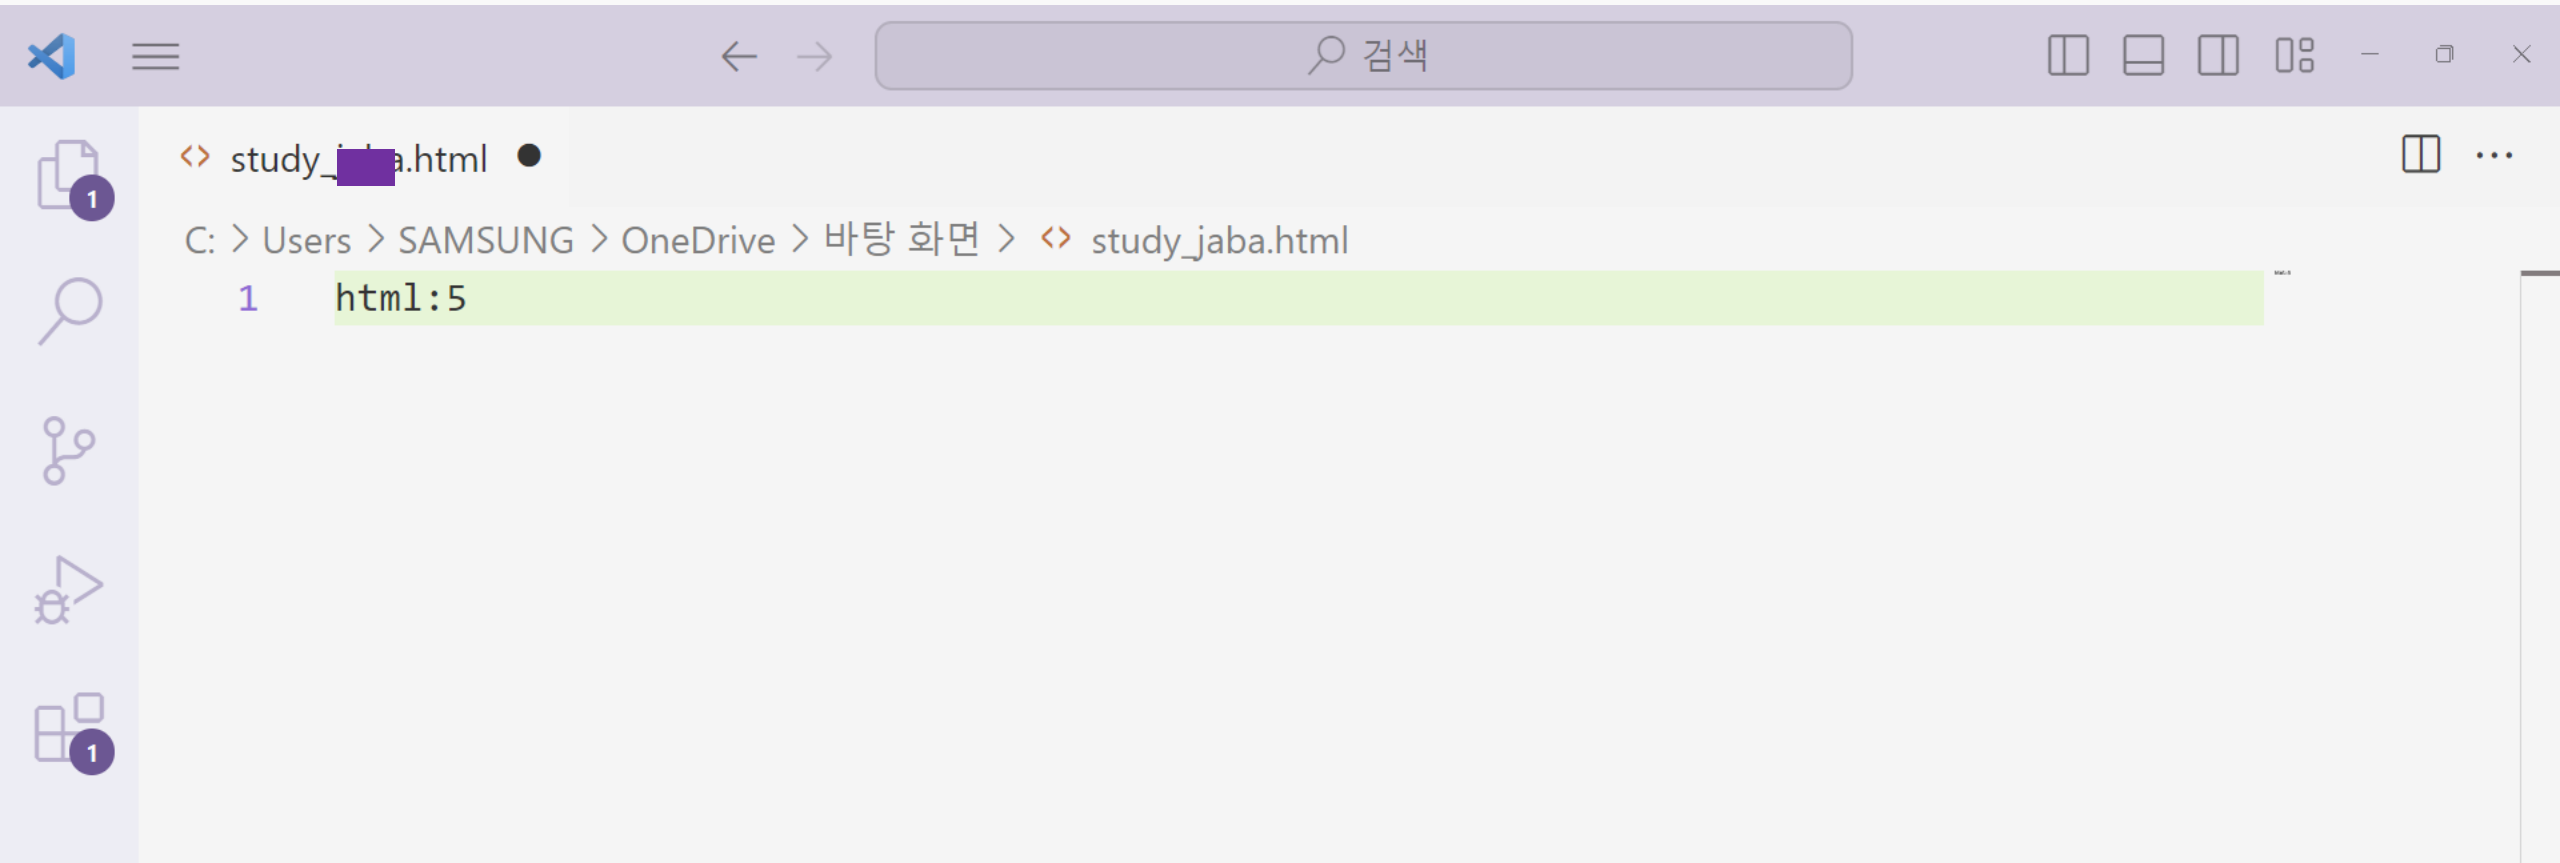 검색
1
study_ a.html
C: > Users > SAMSUNG > OneDrive > 바탕 화면 > <> study_jaba.html
1 html:5
1